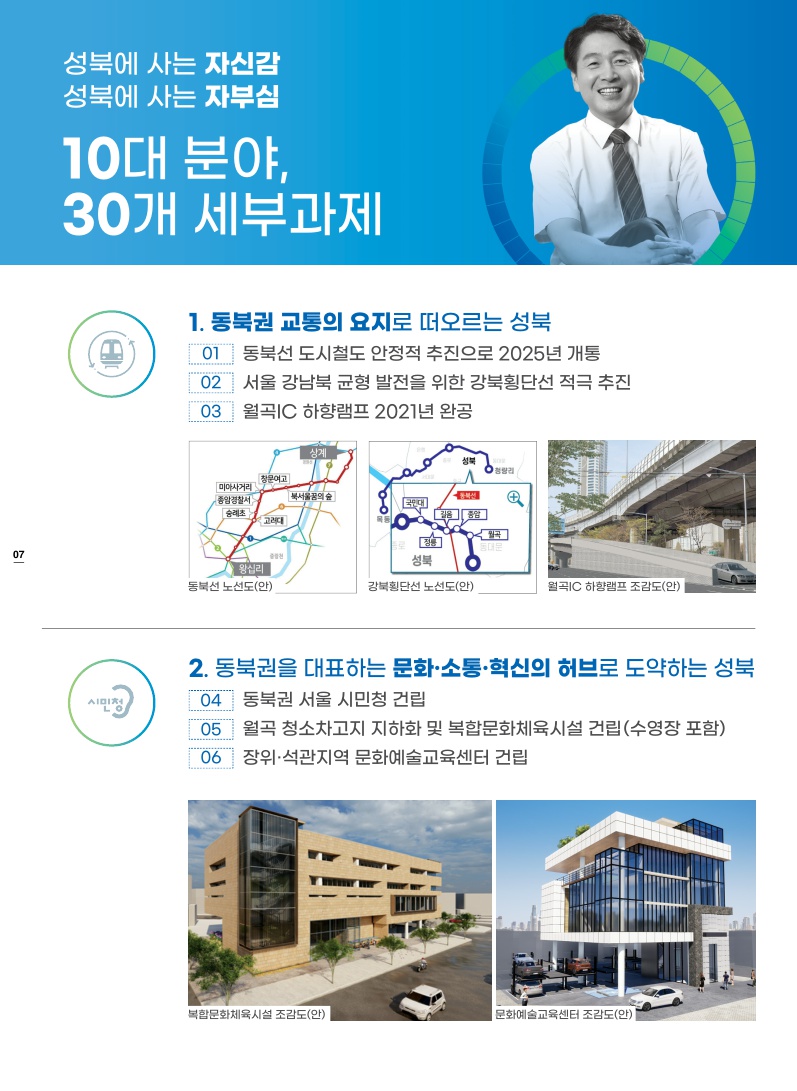 성북에 사는 자신감
성북에 사는 자부심
10대 분야,
30개 세부과제
1. 동북권 교통의 요지로 떠오르는 성북
01 동북선 도시철도 안정적 추진으로 2025년 개통
02 서울 강남북 균형 발전을 위한 강북횡단선 적극 추진
03 월곡IC 하향램프 2021년 완공
상계
창문여고
미아사거리
북서울꿈의 숲
종암경찰서
숭례초
고려대
왕십리
동북선 노선도(안)
성북
청량리
목동
동북선
국민대
길음
종암
정릉
월곡
종로
동대문
성북
강북횡단선 노선도(안)
월곡IC 하향램프 조감도(안)
07
시민청
2. 동북권을 대표하는 문화·소통·혁신의 허브로 도약하는 성북
04 동북권 서울 시민청 건립
05 월곡 청소차고지 지하화 및 복합문화체육시설 건립(수영장 포함)
06 장위·석관지역 문화예술교육센터 건립
복합문화체육시설 조감도(안)
문화예술교육센터 조감도(안)